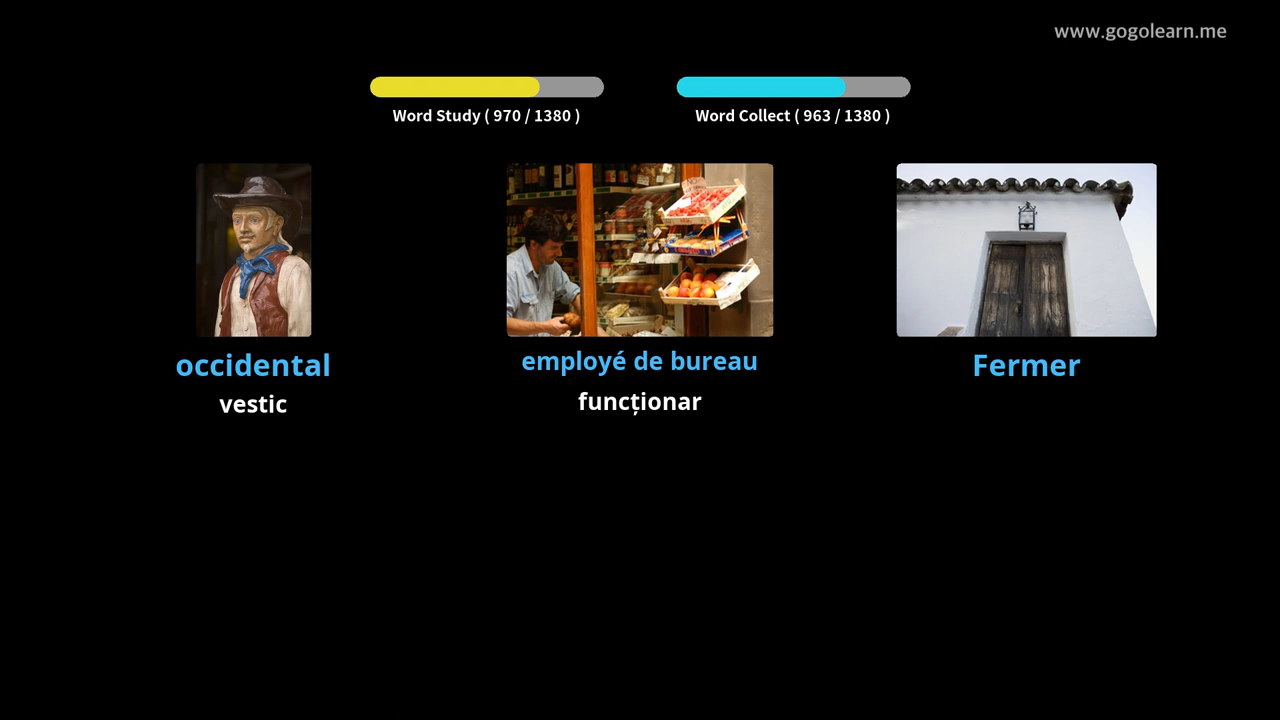 www.gogolearn.me
Word Study ( 970 / 1380 )
Word Collect ( 963 / 1380 )
occidental
vestic
employé de bureau
funcționar
Fermer